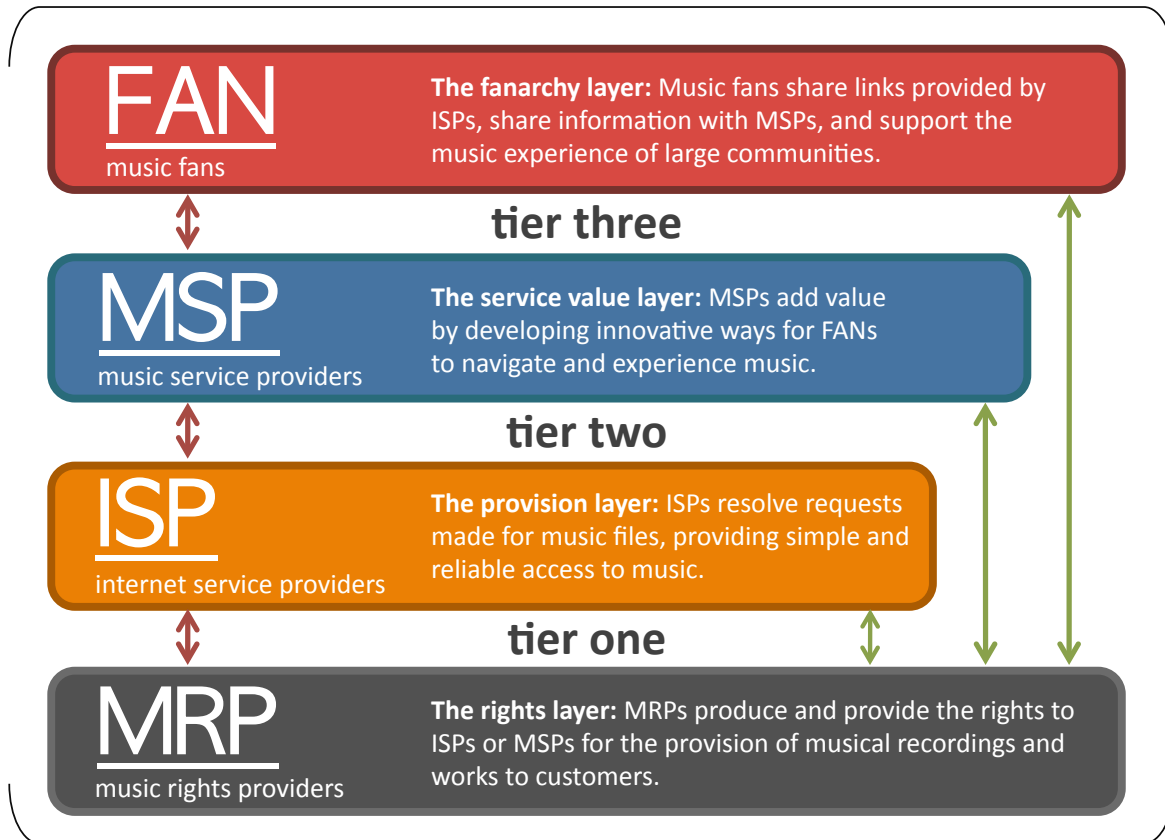 FAN
music fans
The fanarchy layer: Music fans share links provided by
ISPs, share information with MSPs, and support the
music experience of large communities.
tier three
MSP
music service providers
The service value layer: MSPs add value
by developing innovative ways for FANs
to navigate and experience music.
tier two
ISP
internet service providers
The provision layer: ISPs resolve requests
made for music files, providing simple and
reliable access to music.
tier one
MRP
music rights providers
The rights layer: MRPs produce and provide the rights to
ISPs or MSPs for the provision of musical recordings and
works to customers.